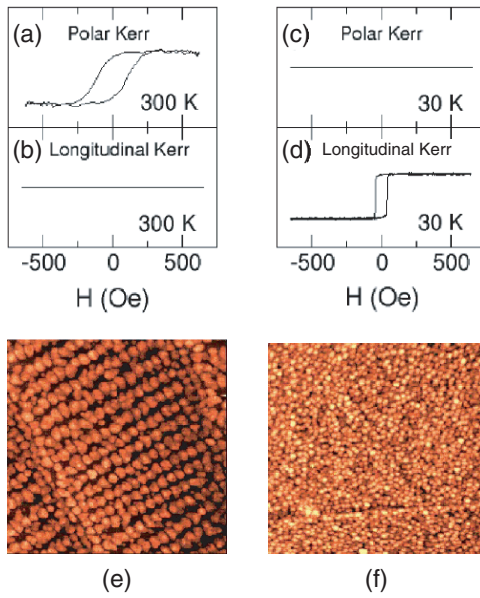 (a)
Polar Kerr
300 K
(b)
Longitudinal Kerr
300 K
-500
0
500
H (Oe)
(c)
Polar Kerr
30 K
(d)
Longitudinal Kerr
30 K
-500
0
500
H (Oe)
(e)
(f)